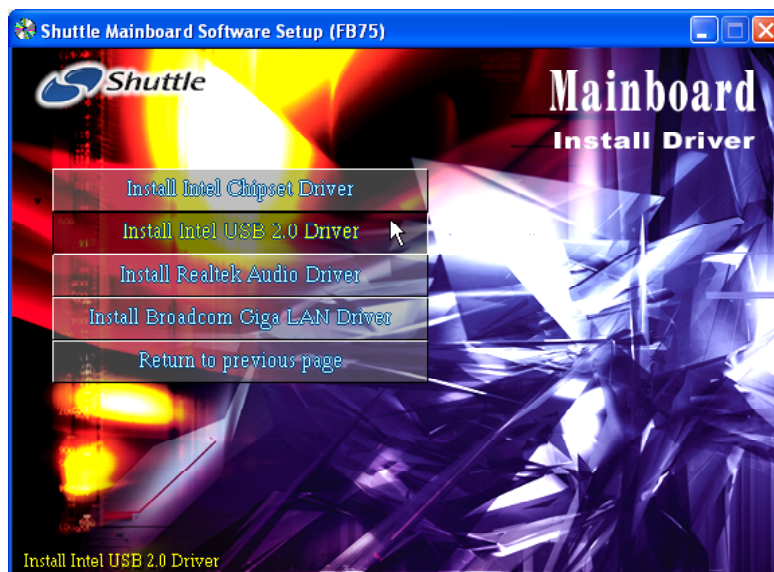 Shuttle Mainboard Software Setup (FB75)
Shuttle
Mainboard
Install Driver
Install Intel Chipset Driver
Install Intel USB 2.0 Driver
Install Realtek Audio Driver
Install Broadcom Giga LAN Driver
Return to previous page
Install Intel USB 2.0 Driver